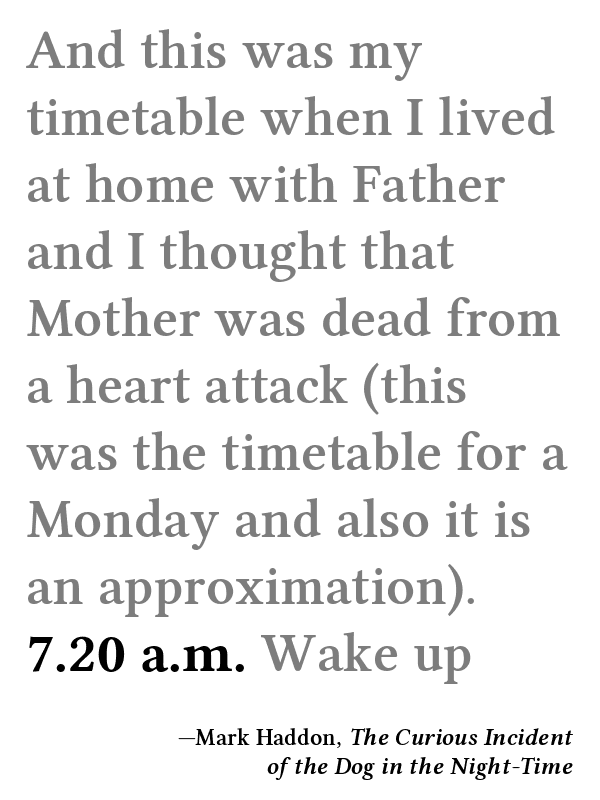 And this was my
timetable when I lived
at home with Father
and I thought that
Mother was dead from
a heart attack (this
was the timetable for a
Monday and also it is
an approximation).
7.20 a.m. Wake up
—Mark Haddon, The Curious Incident
of the Dog in the Night-Time